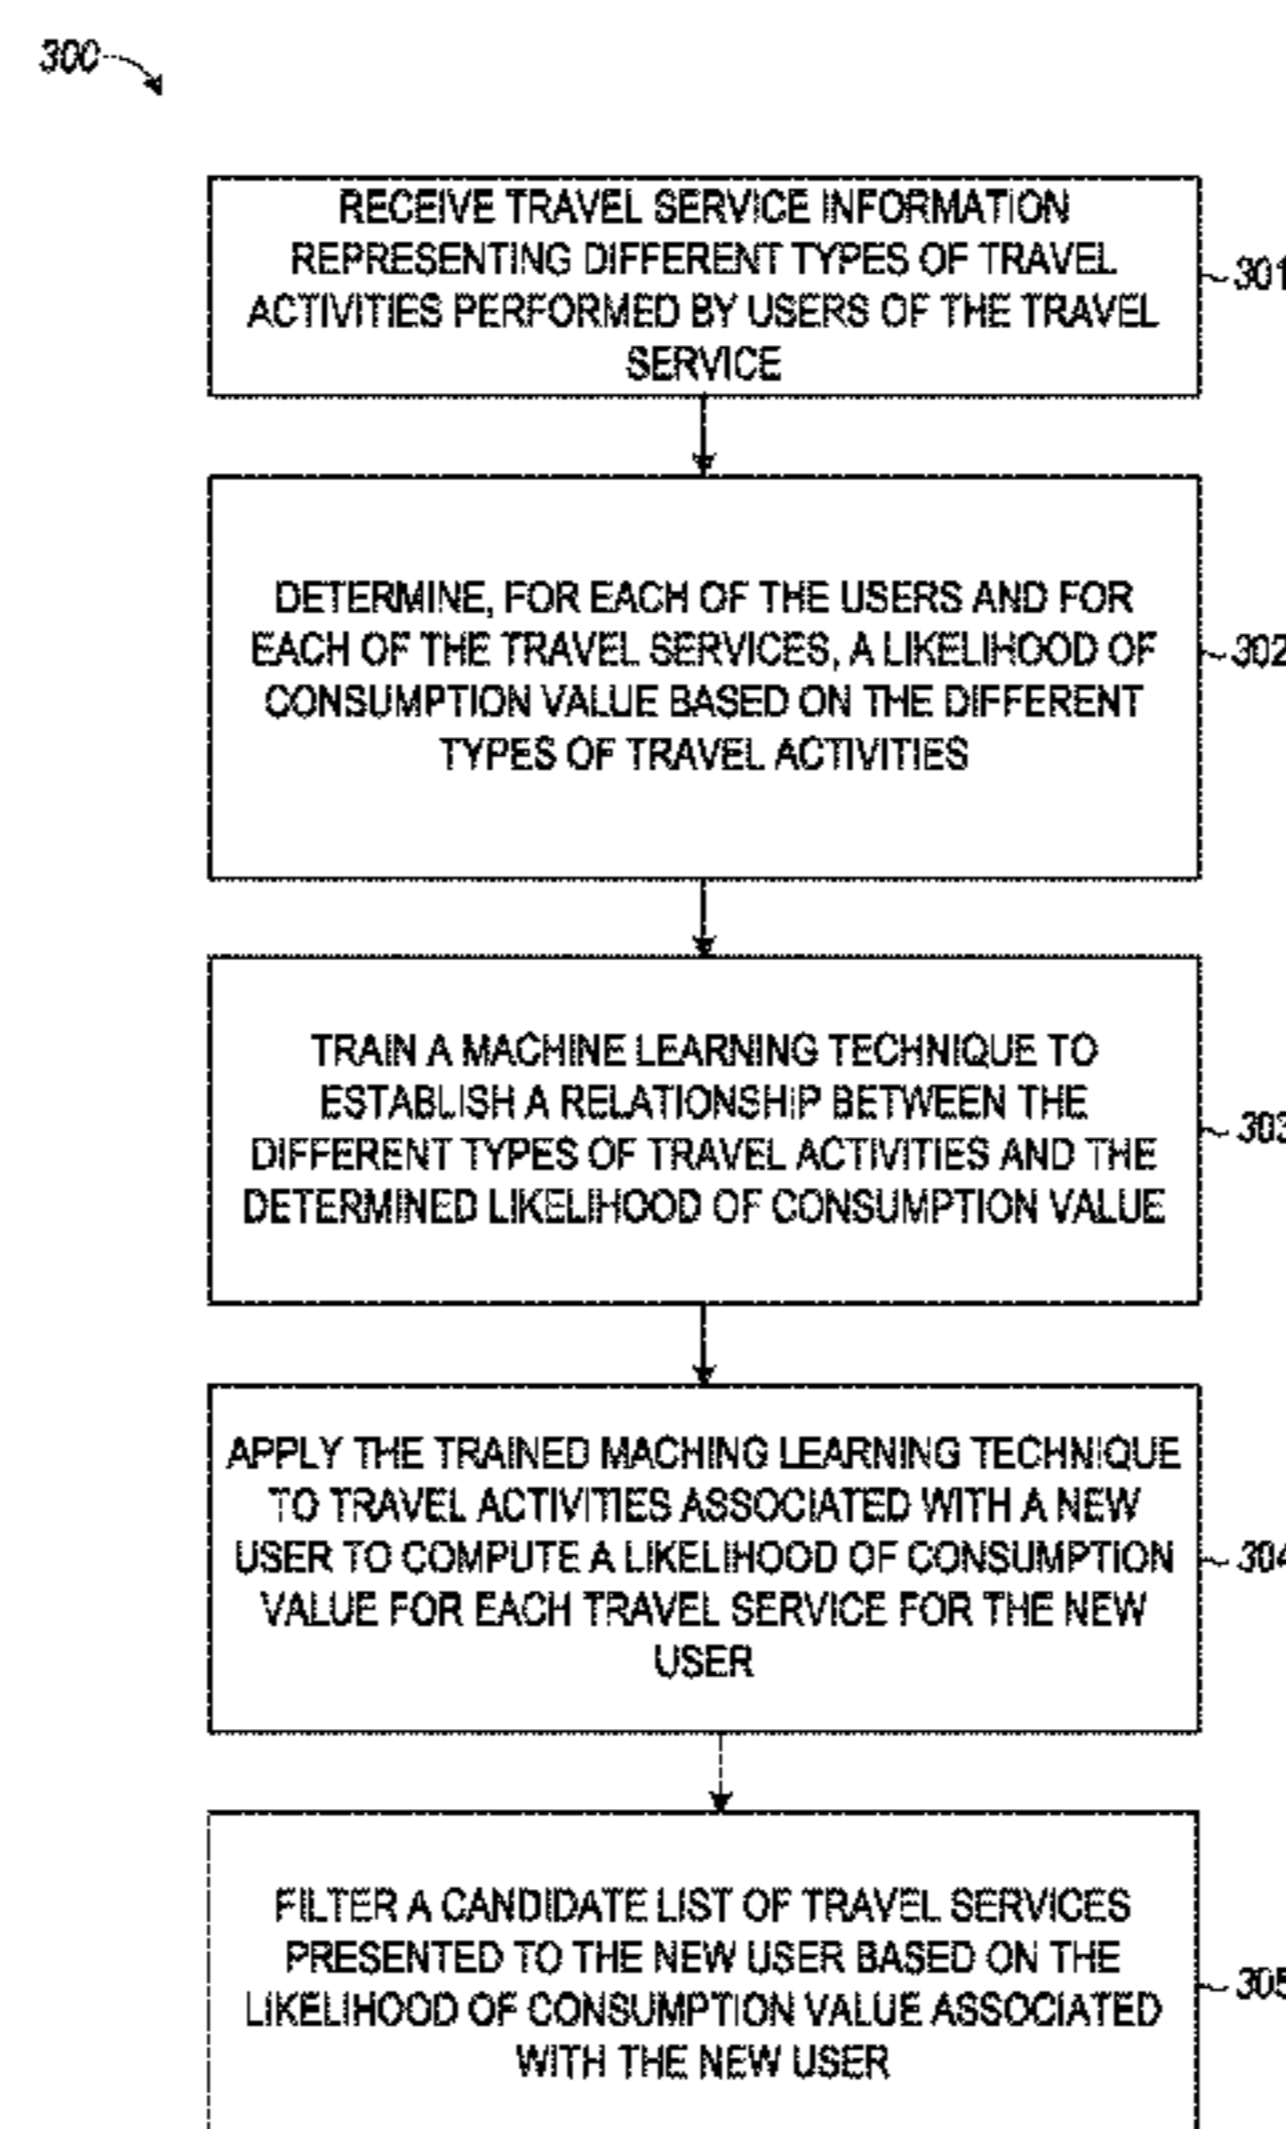 300
RECEIVE TRAVEL SERVICE INFORMATION
REPRESENTING DIFFERENT TYPES OF TRAVEL
ACTIVITIES PERFORMED BY USERS OF THE TRAVEL
SERVICE
301
DETERMINE, FOR EACH OF THE USERS AND FOR
EACH OF THE TRAVEL SERVICES, A LIKELIHOOD OF
CONSUMPTION VALUE BASED ON THE DIFFERENT
TYPES OF TRAVEL ACTIVITIES
302
TRAIN A MACHINE LEARNING TECHNIQUE TO
ESTABLISH A RELATIONSHIP BETWEEN THE
DIFFERENT TYPES OF TRAVEL ACTIVITIES AND THE
DETERMINED LIKELIHOOD OF CONSUMPTION VALUE
303
APPLY THE TRAINED MACHING LEARNING TECHNIQUE
TO TRAVEL ACTIVITIES ASSOCIATED WITH A NEW
USER TO COMPUTE A LIKELIHOOD OF CONSUMPTION
VALUE FOR EACH TRAVEL SERVICE FOR THE NEW
USER
304
FILTER A CANDIDATE LIST OF TRAVEL SERVICES
PRESENTED TO THE NEW USER BASED ON THE
LIKELIHOOD OF CONSUMPTION VALUE ASSOCIATED
WITH THE NEW USER
305